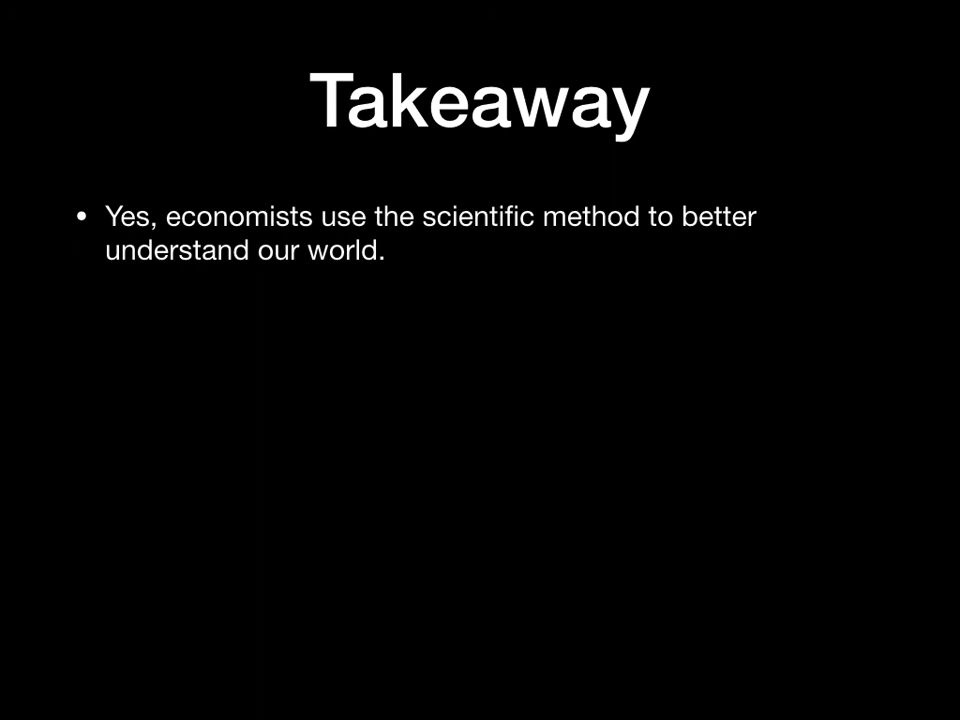 Takeaway
• Yes, economists use the scientific method to better
understand our world.